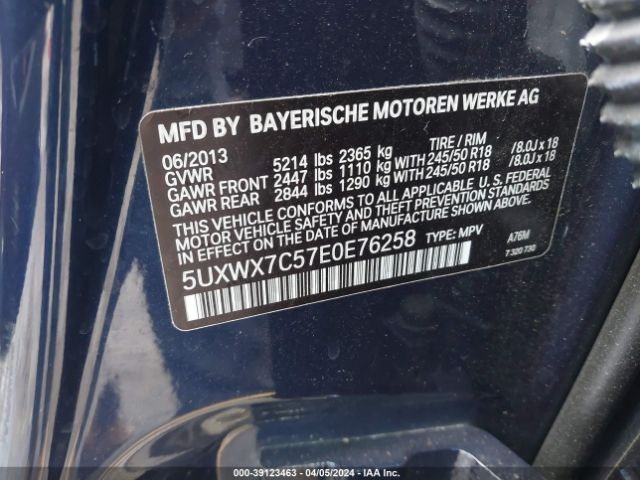 MFD BY BAYERISCHE MOTOREN WERKE AG
06/2013 TIRE / RIM
GVWR 5214 lbs 2365 kg
GAWR FRONT 2447 lbs 1110 kg WITH 245/50 R18 /8.0J x 18
GAWR REAR 2844 lbs 1290 kg WITH 245/50 R18 /8.0J x 18
THIS VEHICLE CONFORMS TO ALL APPLICABLE U. S. FEDERAL
MOTOR VEHICLE SAFETY AND THEFT PREVENTION STANDARDS
IN EFFECT ON THE DATE OF MANUFACTURE SHOWN ABOVE.
5UXWX7C57E0E76258 TYPE: MPV A76M
7 320 730
000-39123463 - 04/05/2024 - IAA Inc.